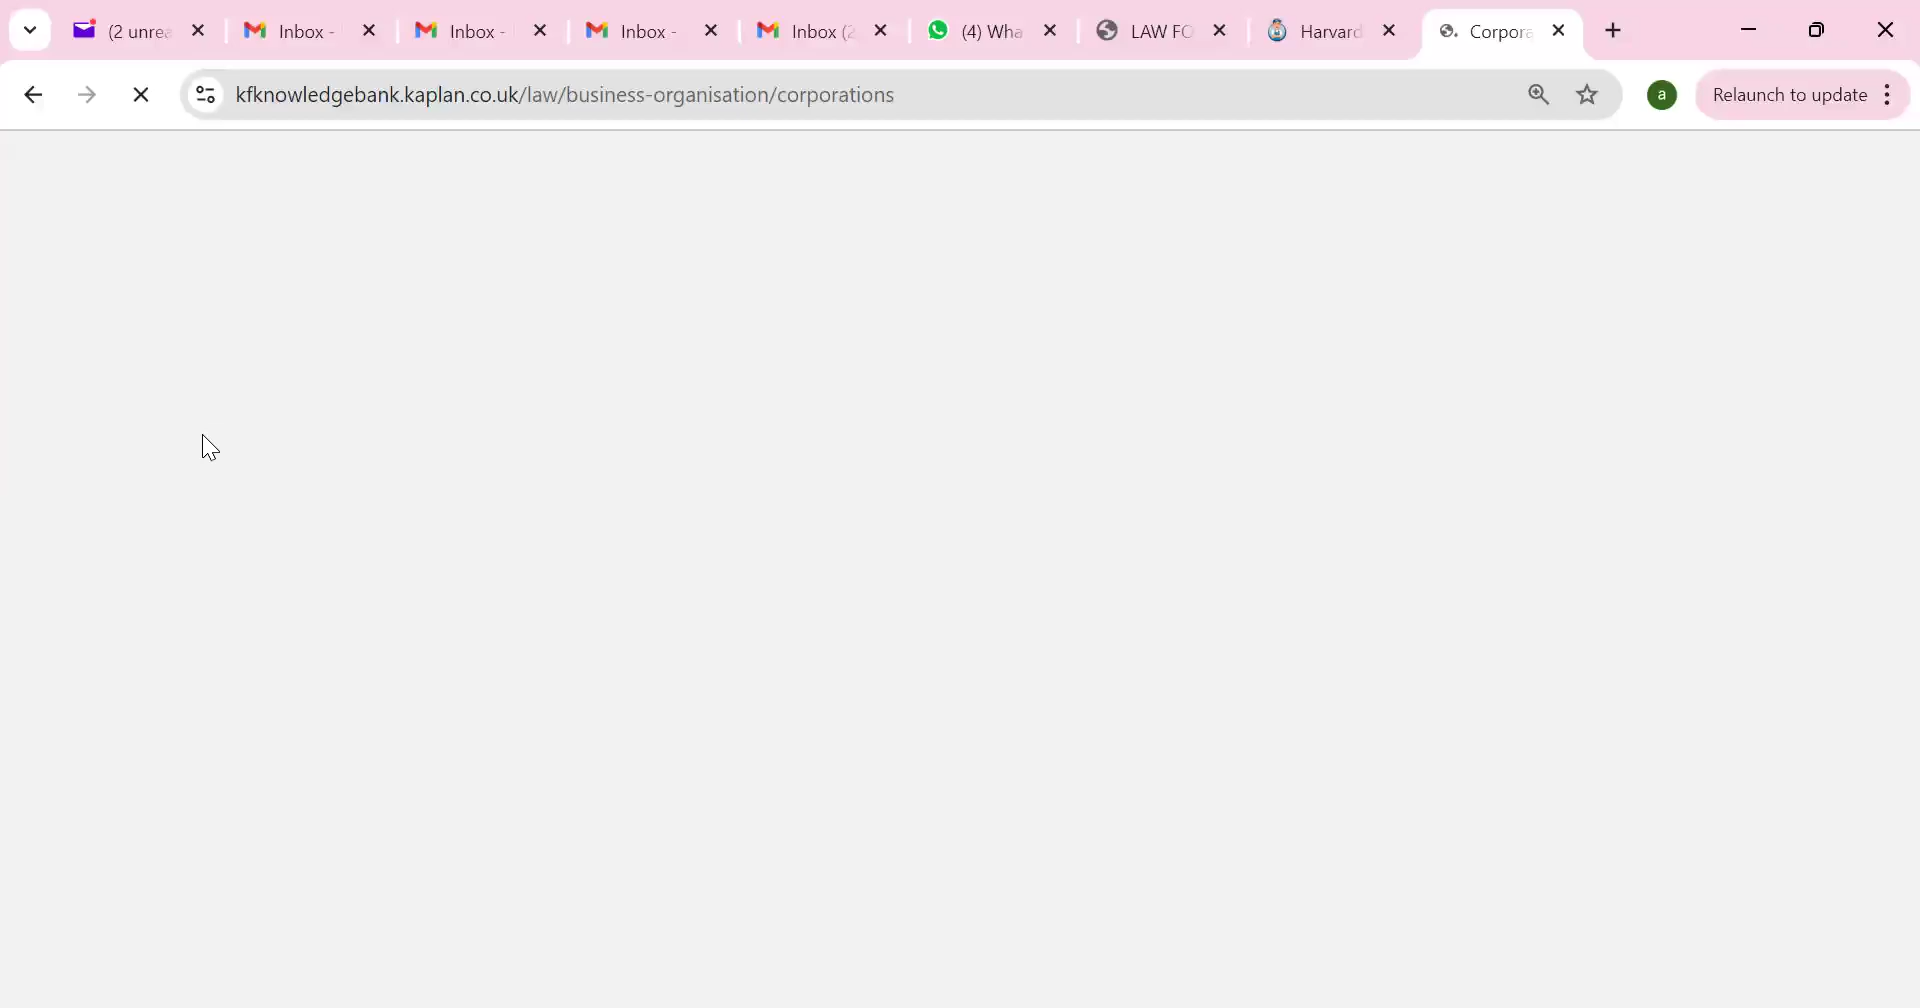 (2 unrea
Inbox -
Inbox -
Inbox -
Inbox (2
(4) Wha
LAW FO
Harvard
Corpora
kfknowledgebank.kaplan.co.uk/law/business-organisation/corporations
a
Relaunch to update